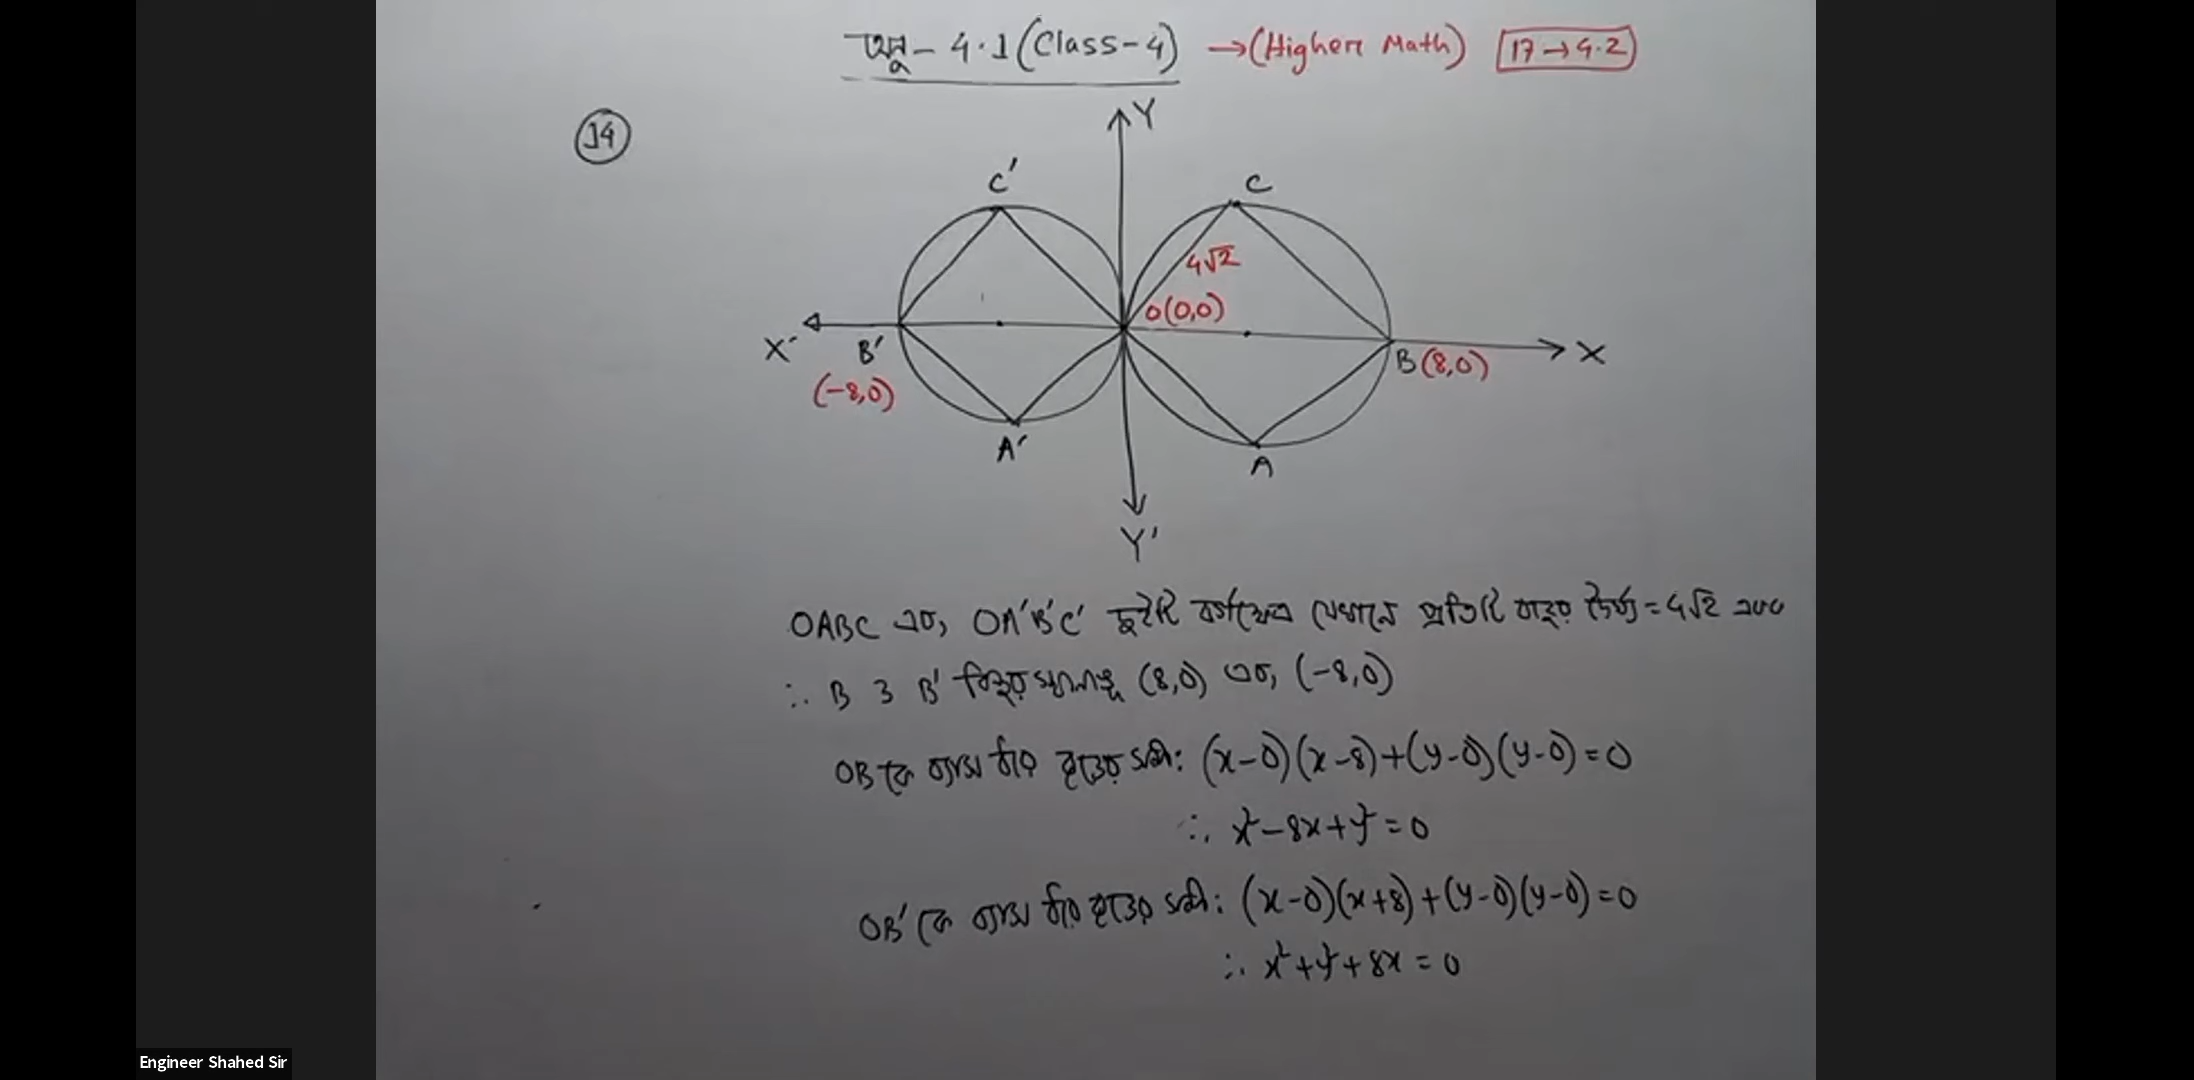 অনু- 4.1 (Class-4) →(Higher Math) 17→4.2
14
Y
C' C
4√2
O(0,0)
X' B' B(8,0) X
(-8,0)
A' A
Y'
OABC এবং OA'B'C' দুইটি বর্গক্ষেত্র যেখানে প্রতিটি বাহুর দৈর্ঘ্য = 4√2 একক
∴ B ও B' বিন্দুর স্থানাঙ্ক (8,0) এবং (-8,0)
OB কে ব্যাস ধরে বৃত্তের সমী: (x-0)(x-8)+(y-0)(y-0)=0
∴ x²-8x+y²=0
OB' কে ব্যাস ধরে বৃত্তের সমী: (x-0)(x+8)+(y-0)(y-0)=0
∴ x²+y²+8x=0
Engineer Shahed Sir